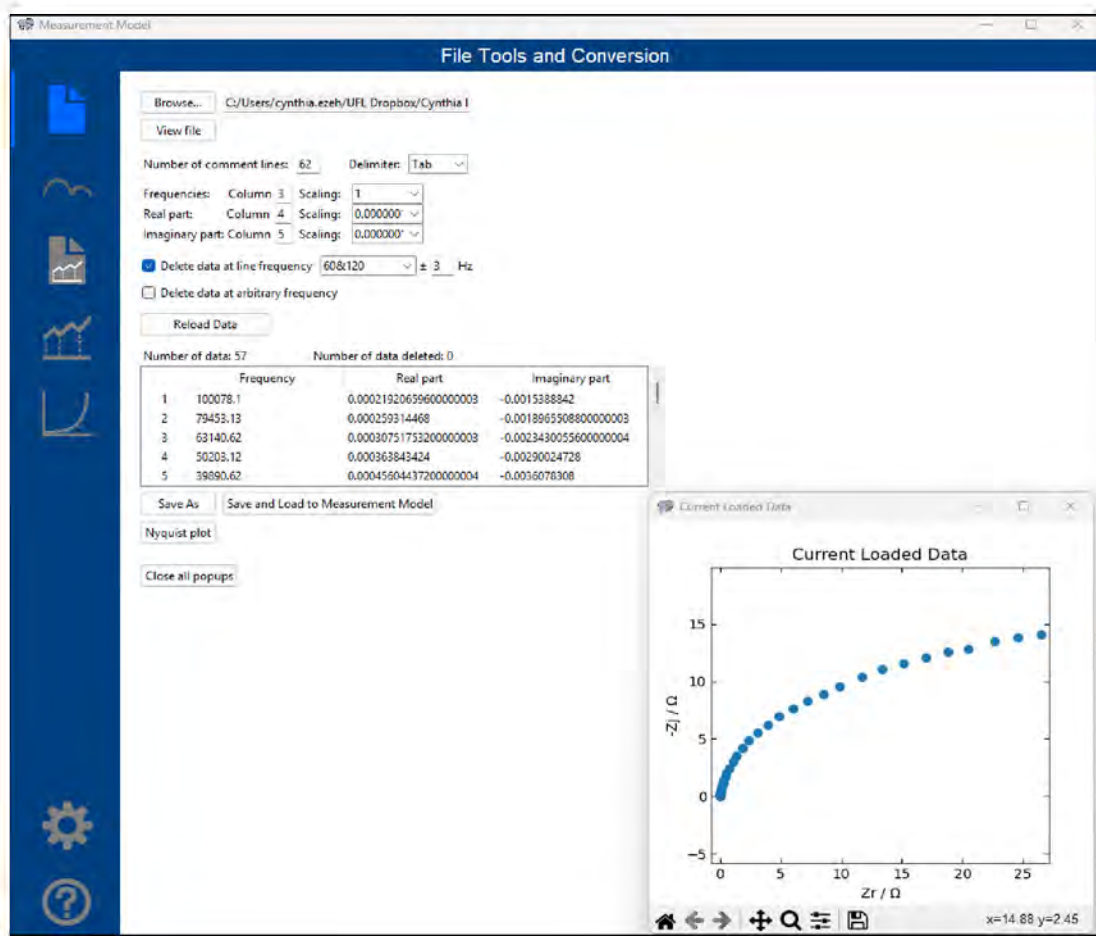 Measurement Model
File Tools and Conversion
Browse... C:/Users/cynthia.ezeh/UFL Dropbox/Cynthia I
View file
Number of comment lines: 62 Delimiter: Tab
Frequencies: Column 3 Scaling: 1
Real part: Column 4 Scaling: 0.000000'
Imaginary part: Column 5 Scaling: 0.000000'
Delete data at line frequency 60&120 ± 3 Hz
Delete data at arbitrary frequency
Reload Data
Number of data: 57 Number of data deleted: 0
Frequency Real part Imaginary part
1 100078.1 0.00021920659600000003 -0.0015388842
2 79453.13 0.000259314468 -0.0018965508800000003
3 63140.62 0.00030751753200000003 -0.0023430055600000004
4 50203.12 0.000363843424 -0.00290024728
5 39890.62 0.00045604437200000004 -0.0036078308
Save As Save and Load to Measurement Model
Nyquist plot
Close all popups
Current Loaded Data
Current Loaded Data
15
10
5
0
−5
-Zj / Ω
0 5 10 15 20 25
Zr / Ω
x=14.88 y=2.45